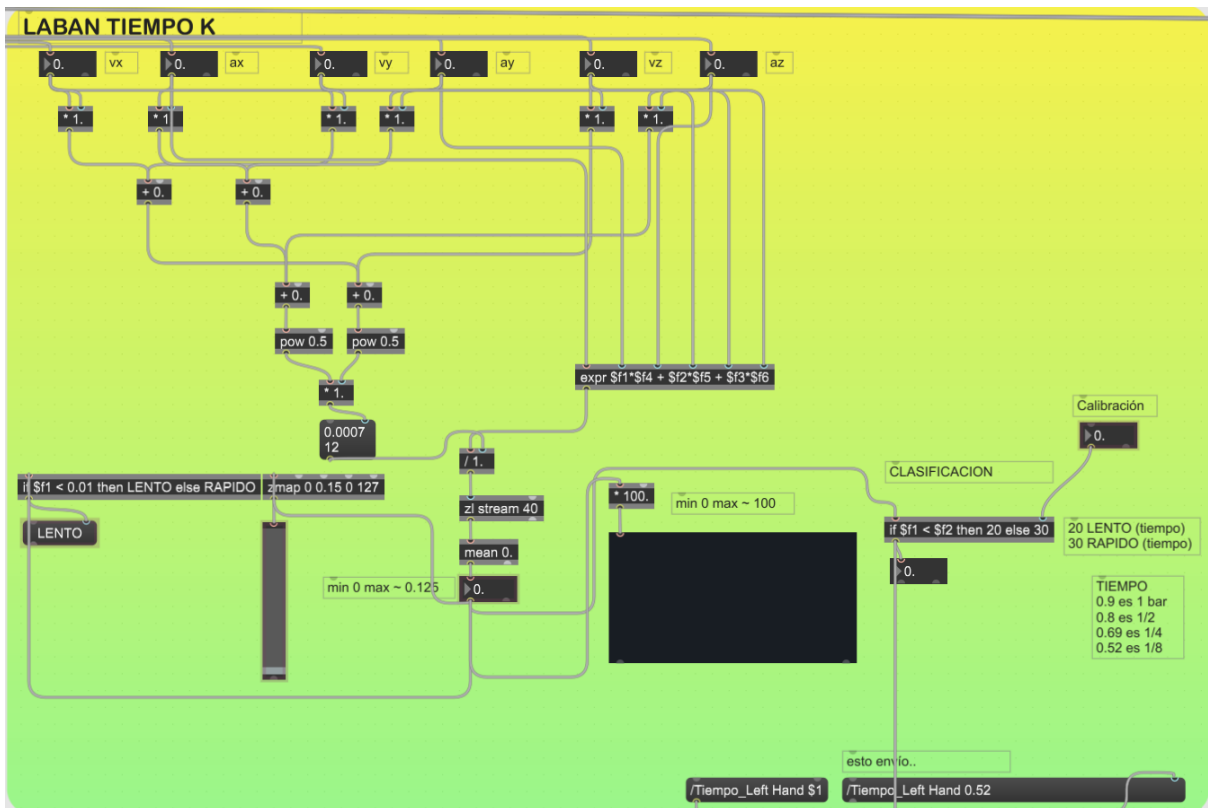 LABAN TIEMPO K
0.
vx
0.
ax
0.
vy
0.
ay
0.
vz
0.
az
* 1.
* 1
* 1.
* 1.
* 1.
* 1.
+ 0.
+ 0.
+ 0.
+ 0.
pow 0.5
pow 0.5
expr $f1*$f4 + $f2*$f5 + $f3*$f6
* 1.
0.0007
12
/ 1.
Calibración
0.
if $f1 < 0.01 then LENTO else RAPIDO
zmap 0 0.15 0 127
LENTO
zl stream 40
mean 0.
min 0 max ~ 0.125
0.
* 100.
min 0 max ~ 100
CLASIFICACION
if $f1 < $f2 then 20 else 30
20 LENTO (tiempo)
30 RAPIDO (tiempo)
0.
TIEMPO
0.9 es 1 bar
0.8 es 1/2
0.69 es 1/4
0.52 es 1/8
esto envío..
/Tiempo_Left Hand $1
/Tiempo_Left Hand 0.52